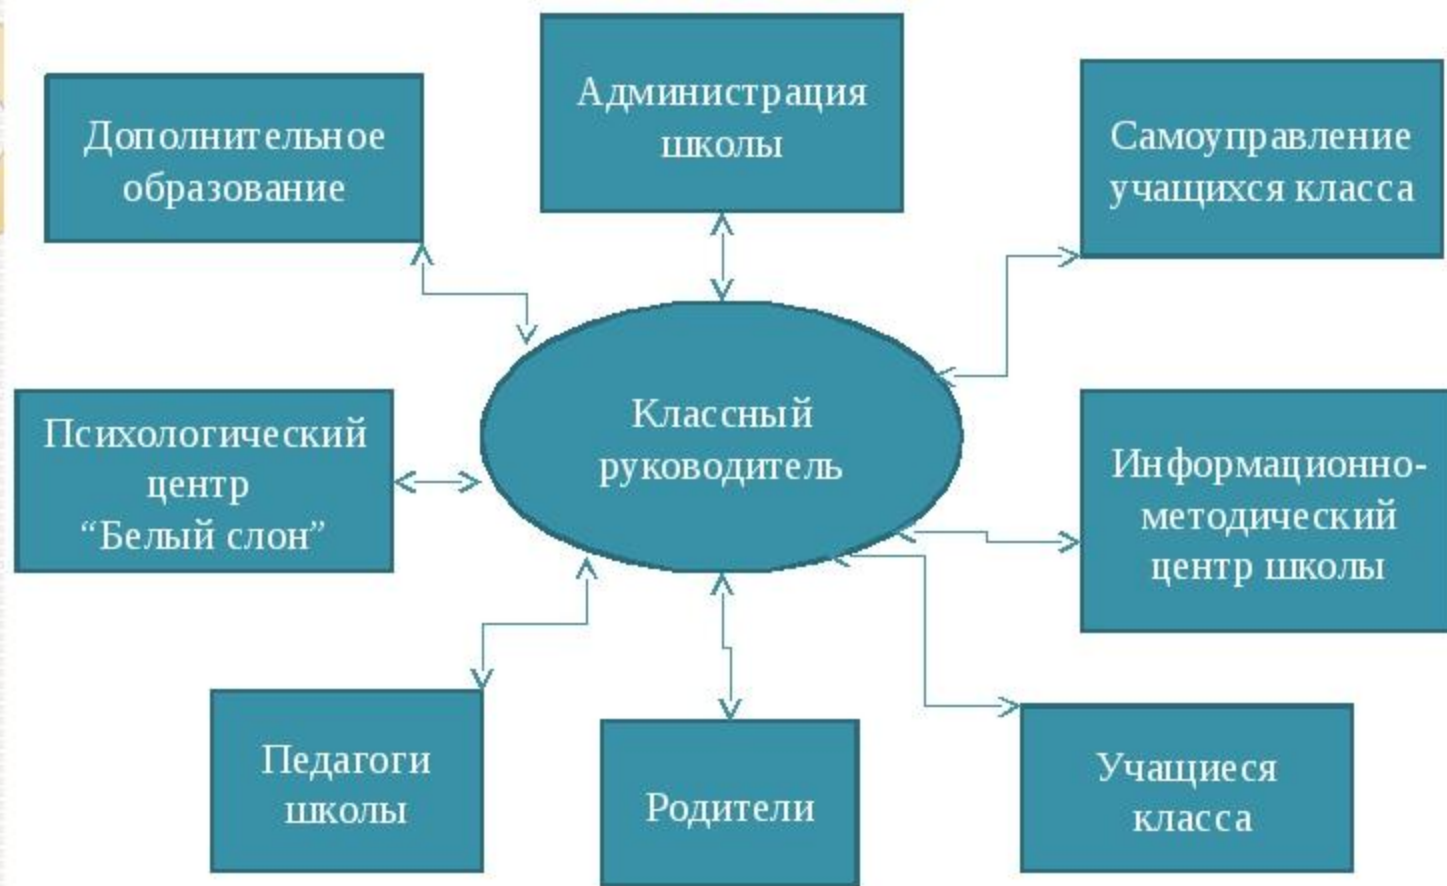 Администрация
школы
Дополнительное
образование
Самоуправление
учащихся класса
Классный
руководитель
Психологический
центр
“Белый слон”
Информационно-
методический
центр школы
Педагоги
школы
Родители
Учащиеся
класса